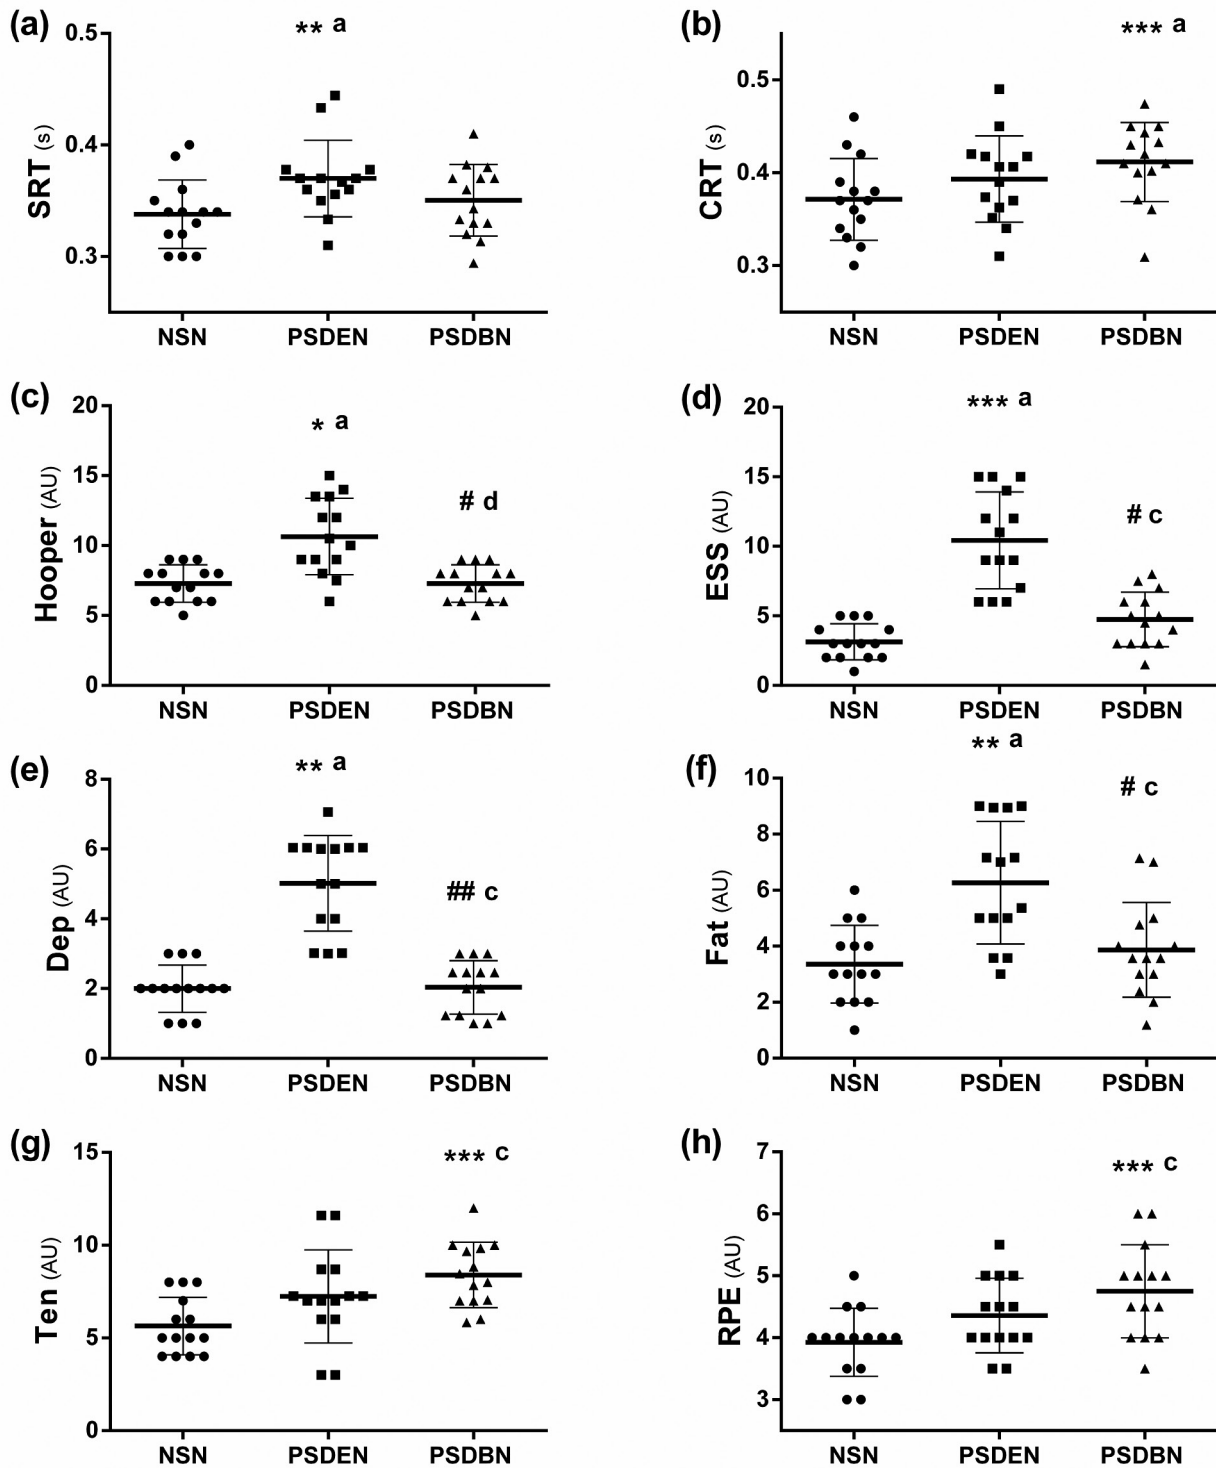 (a)
** a
0.5
0.4
0.3
SRT (s)
NSN PSDEN PSDBN
(b)
*** a
0.5
0.4
0.3
CRT (s)
NSN PSDEN PSDBN
(c)
* a
# d
20
15
10
5
0
Hooper (AU)
NSN PSDEN PSDBN
(d)
*** a
# c
20
15
10
5
0
ESS (AU)
NSN PSDEN PSDBN
(e)
** a
## c
8
6
4
2
0
Dep (AU)
NSN PSDEN PSDBN
(f)
** a
# c
10
8
6
4
2
0
Fat (AU)
NSN PSDEN PSDBN
(g)
*** c
15
10
5
0
Ten (AU)
NSN PSDEN PSDBN
(h)
*** c
7
6
5
4
3
RPE (AU)
NSN PSDEN PSDBN